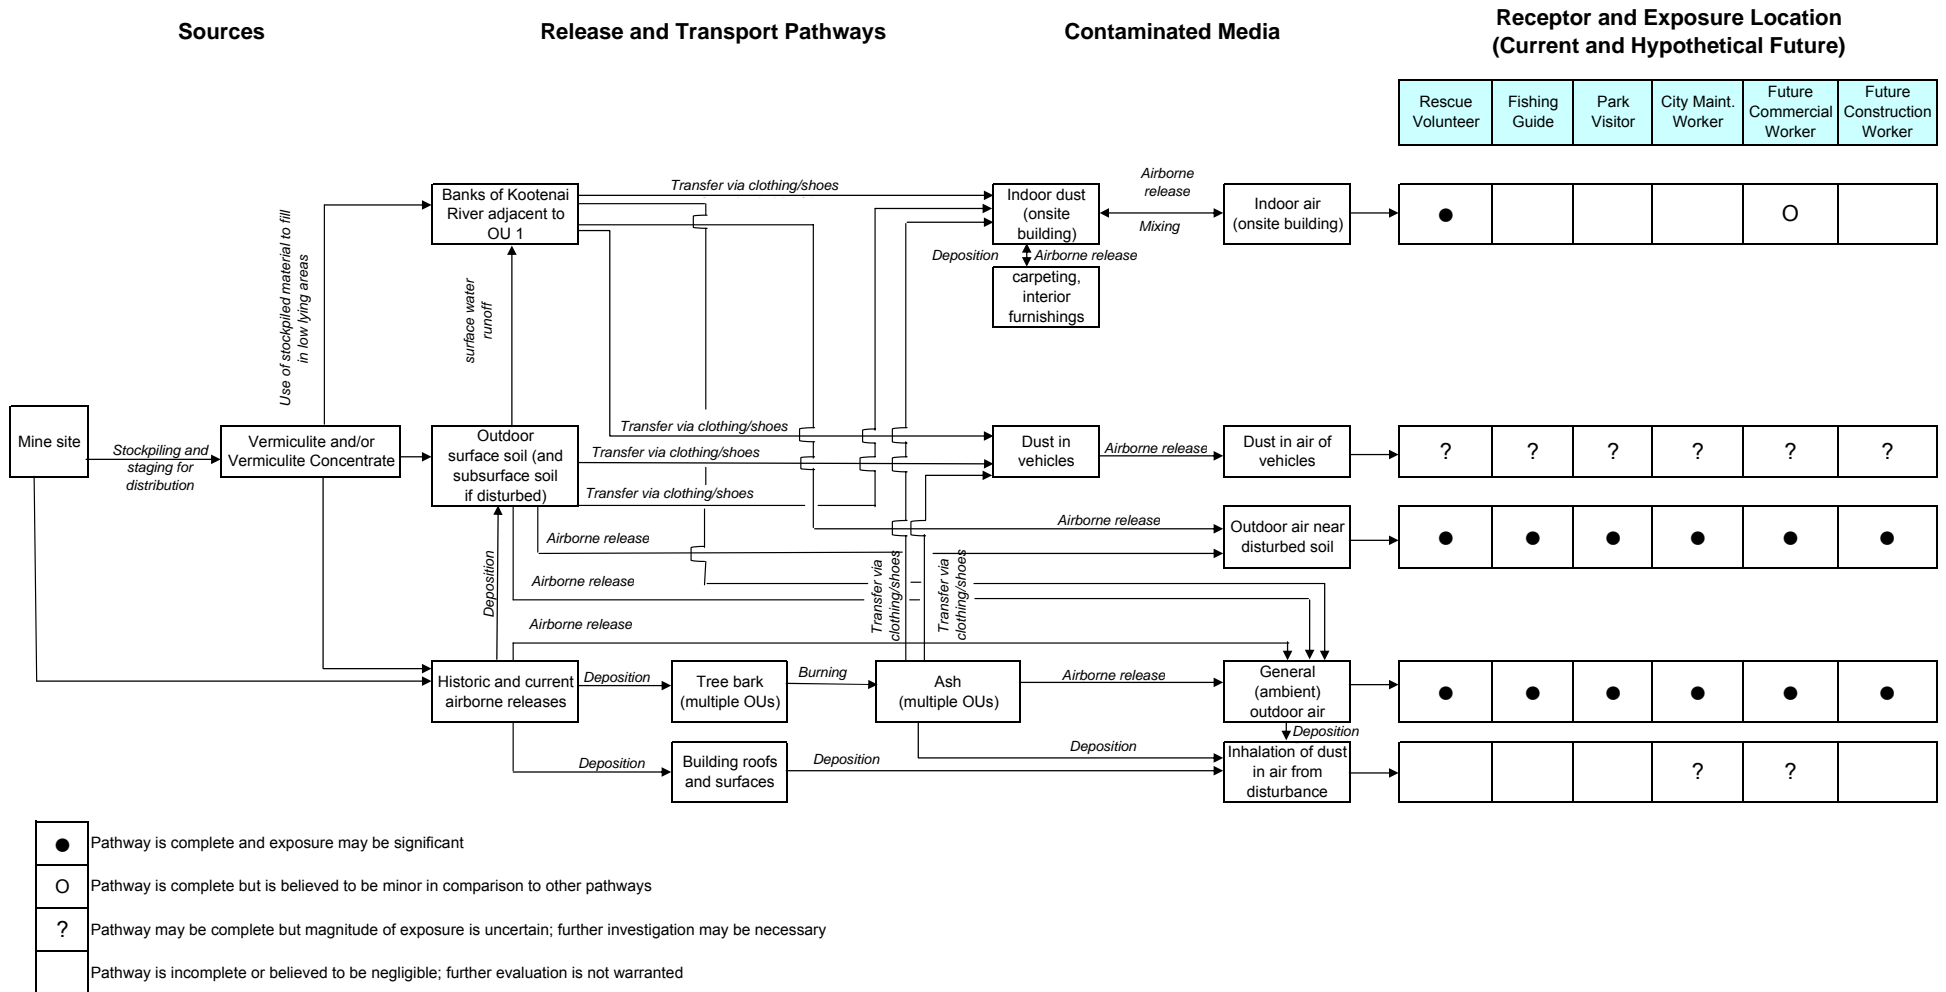 Sources
Release and Transport Pathways
Contaminated Media
Receptor and Exposure Location
(Current and Hypothetical Future)
Rescue
Volunteer
Fishing
Guide
Park
Visitor
City Maint.
Worker
Future
Commercial
Worker
Future
Construction
Worker
Banks of Kootenai
River adjacent to
OU 1
Transfer via clothing/shoes
Indoor dust
(onsite
building)
Airborne
release
Mixing
Indoor air
(onsite building)
●
O
Deposition
Airborne release
carpeting,
interior
furnishings
Use of stockpiled material to fill
in low lying areas
surface water
runoff
Mine site
Stockpiling and
staging for
distribution
Vermiculite and/or
Vermiculite Concentrate
Outdoor
surface soil (and
subsurface soil
if disturbed)
Transfer via clothing/shoes
Transfer via clothing/shoes
Transfer via clothing/shoes
Dust in
vehicles
Airborne release
Dust in air of
vehicles
? ? ? ? ? ?
Airborne release
Airborne release
Outdoor air near
disturbed soil
● ● ● ● ● ●
Deposition
Airborne release
Transfer via
clothing/shoes
Transfer via
clothing/shoes
Airborne release
Historic and current
airborne releases
Deposition
Tree bark
(multiple OUs)
Burning
Ash
(multiple OUs)
Airborne release
General
(ambient)
outdoor air
● ● ● ● ● ●
Deposition
Deposition
Building roofs
and surfaces
Deposition
Deposition
Inhalation of dust
in air from
disturbance
? ?
● Pathway is complete and exposure may be significant
O Pathway is complete but is believed to be minor in comparison to other pathways
? Pathway may be complete but magnitude of exposure is uncertain; further investigation may be necessary
Pathway is incomplete or believed to be negligible; further evaluation is not warranted